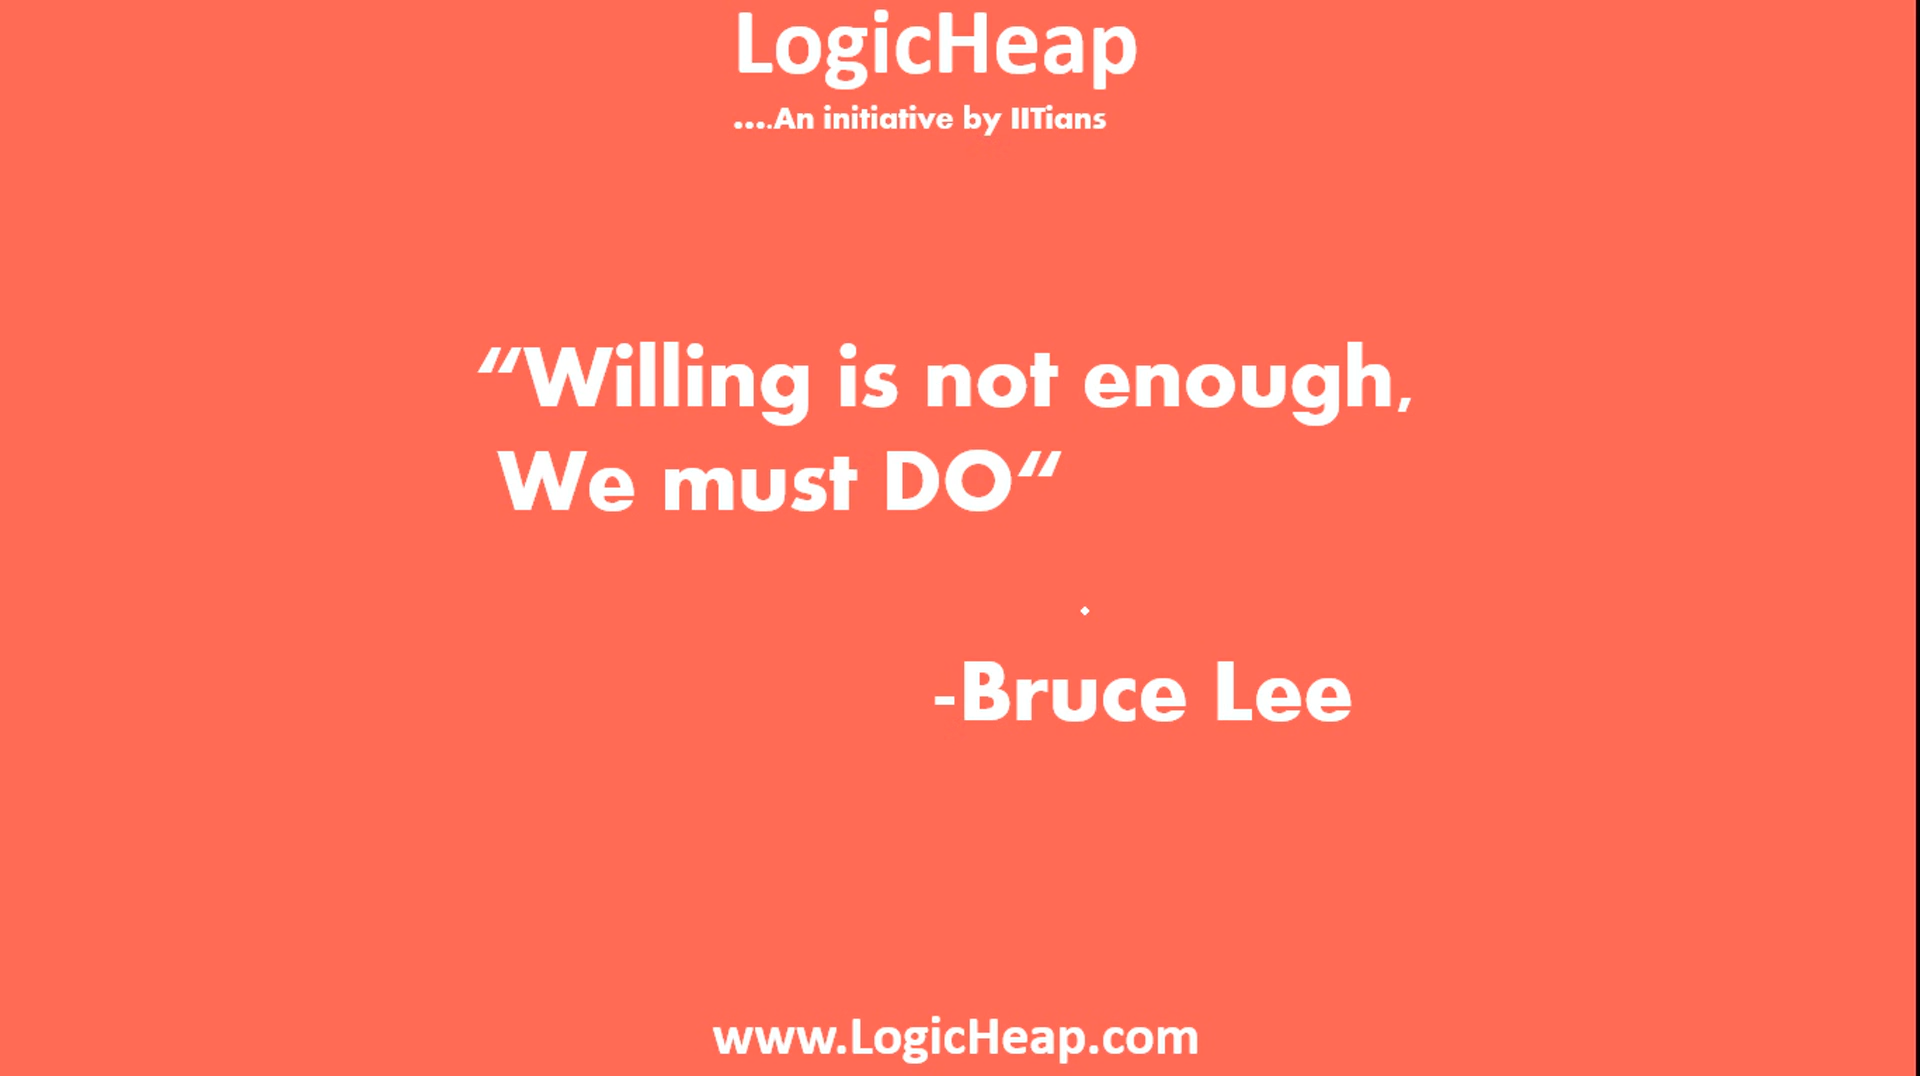 LogicHeap
....An initiative by IITians
“Willing is not enough,
We must DO“
-Bruce Lee
www.LogicHeap.com